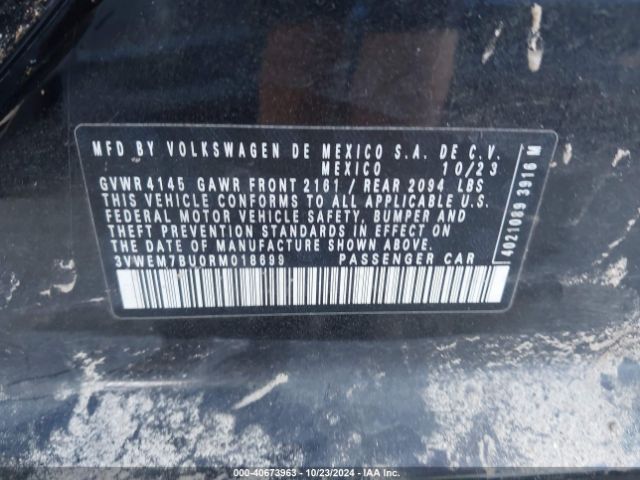 MFD BY VOLKSWAGEN DE MEXICO S.A. DE C.V.
MEXICO 10/23
GVWR 4145 GAWR FRONT 2161 / REAR 2094 LBS
THIS VEHICLE CONFORMS TO ALL APPLICABLE U.S.
FEDERAL MOTOR VEHICLE SAFETY, BUMPER AND
THEFT PREVENTION STANDARDS IN EFFECT ON
THE DATE OF MANUFACTURE SHOWN ABOVE.
3VWEM7BU0RM018699 PASSENGER CAR
4021089 3916 M
000-40673963 - 10/23/2024 - IAA Inc.